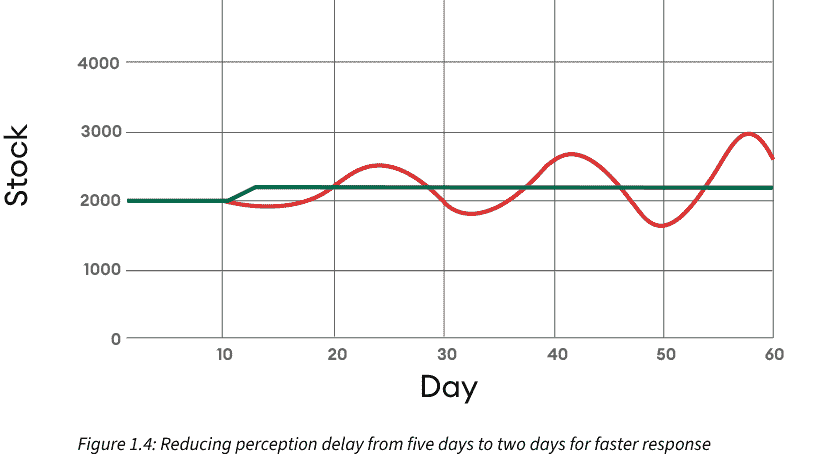 4000
3000
2000
1000
0
Stock
10 20 30 40 50 60
Day
Figure 1.4: Reducing perception delay from five days to two days for faster response